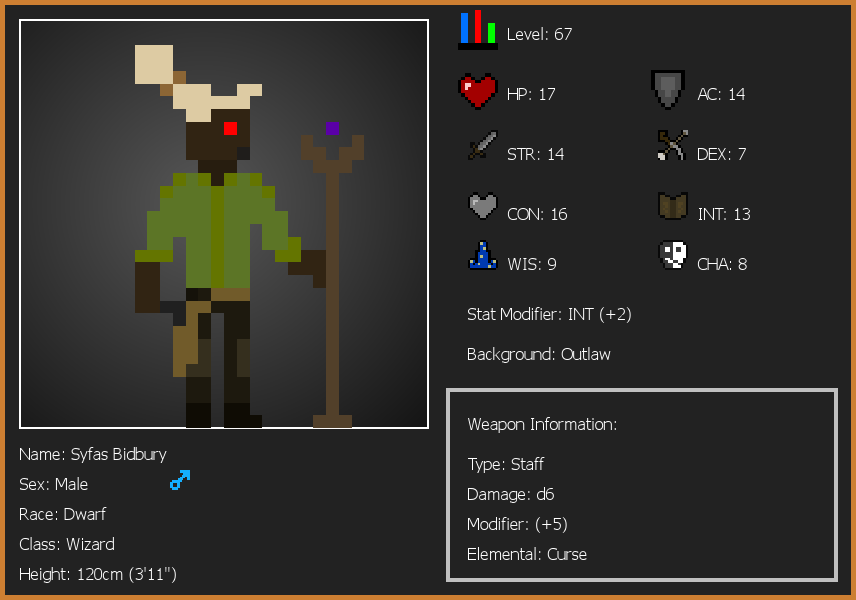 Level: 67
HP: 17
AC: 14
STR: 14
DEX: 7
CON: 16
INT: 13
WIS: 9
CHA: 8
Stat Modifier: INT (+2)
Background: Outlaw
Weapon Information:
Type: Staff
Damage: d6
Modifier: (+5)
Elemental: Curse
Name: Syfas Bidbury
Sex: Male
Race: Dwarf
Class: Wizard
Height: 120cm (3'11")